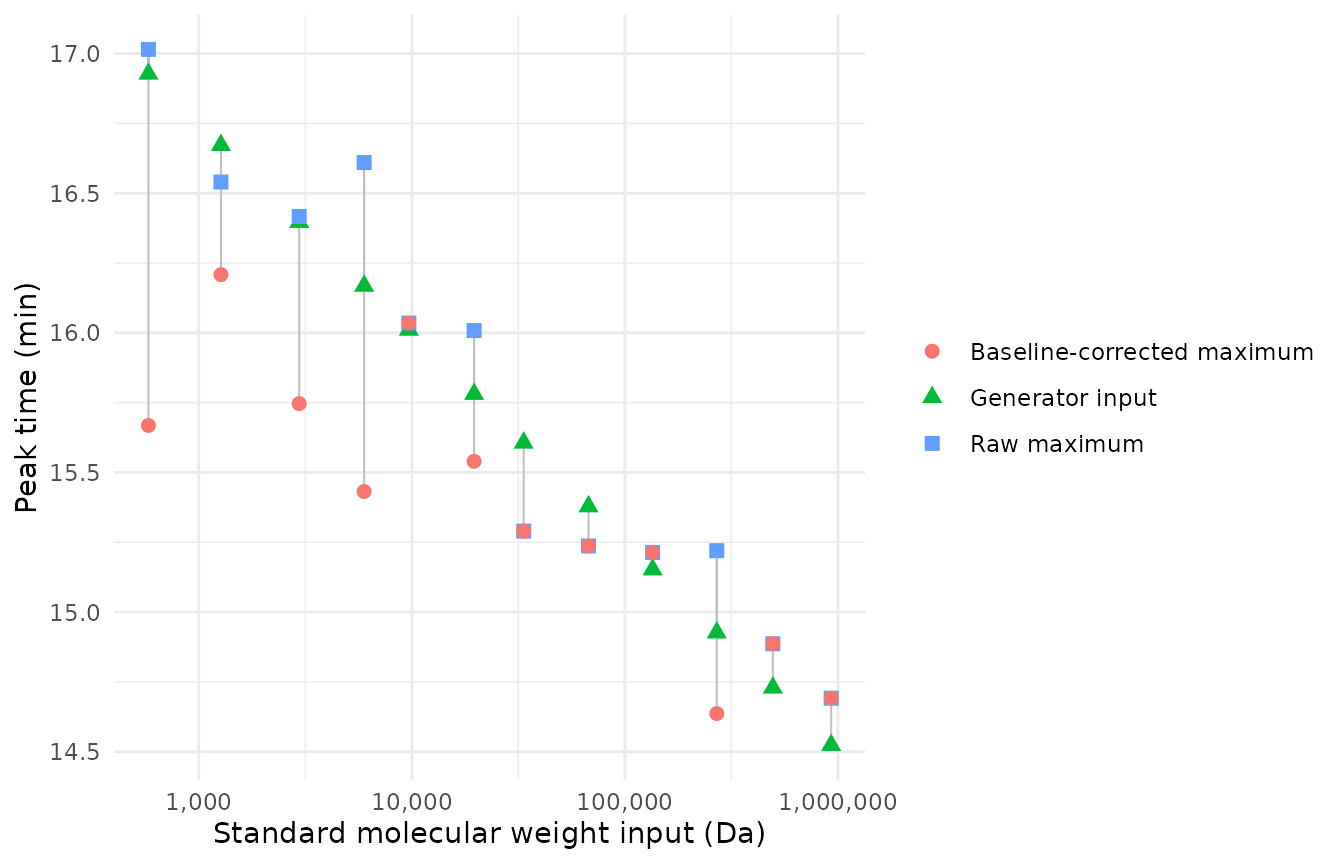 17.0
16.5
16.0
15.5
15.0
14.5
Peak time (min)
1,000
10,000
100,000
1,000,000
Standard molecular weight input (Da)
Baseline-corrected maximum
Generator input
Raw maximum